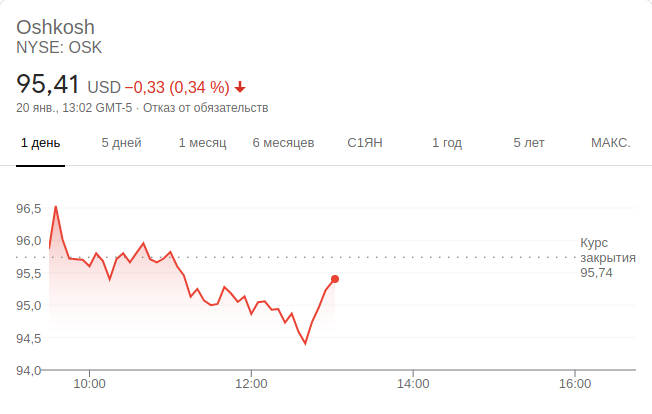 Oshkosh
NYSE: OSK
95,41 USD −0,33 (0,34 %)
20 янв., 13:02 GMT-5 · Отказ от обязательств
1 день 5 дней 1 месяц 6 месяцев С1ЯН 1 год 5 лет МАКС.
96,5
96,0
Курс
закрытия
95,74
95,5
95,0
94,5
94,0
10:00 12:00 14:00 16:00